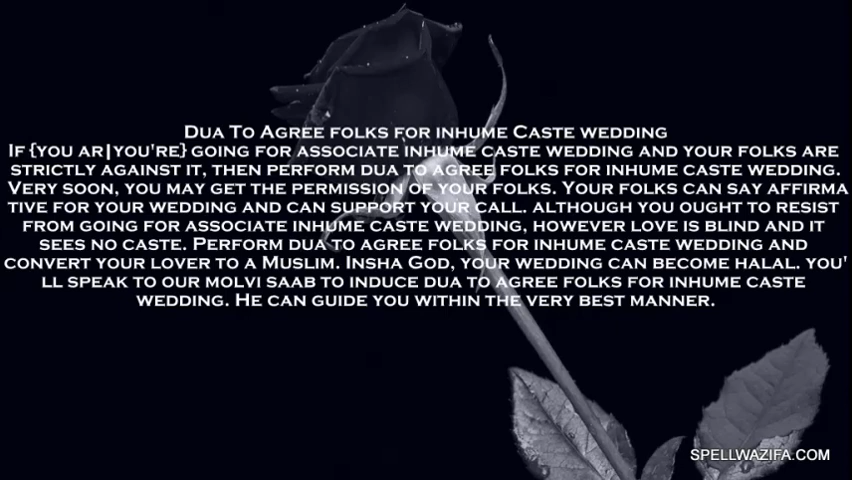 Dua To Agree folks for inhume Caste wedding
If {you ar|you're} going for associate inhume caste wedding and your folks are
strictly against it, then perform dua to agree folks for inhume caste wedding.
Very soon, you may get the permission of your folks. Your folks can say affirma
tive for your wedding and can support your call. although you ought to resist
from going for associate inhume caste wedding, however love is blind and it
sees no caste. Perform dua to agree folks for inhume caste wedding and
convert your lover to a Muslim. Insha God, your wedding can become halal. you'
ll speak to our molvi saab to induce dua to agree folks for inhume caste
wedding. He can guide you within the very best manner.
SPELLWAZIFA.COM